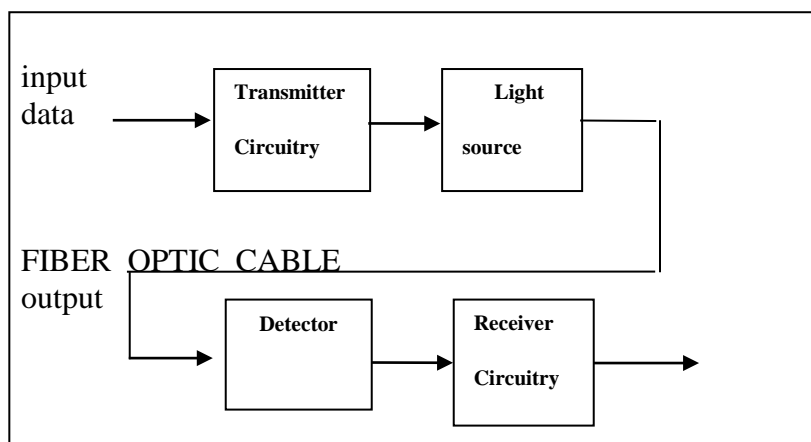 input
data
Transmitter
Circuitry
Light
source
FIBER OPTIC CABLE
output
Detector
Receiver
Circuitry